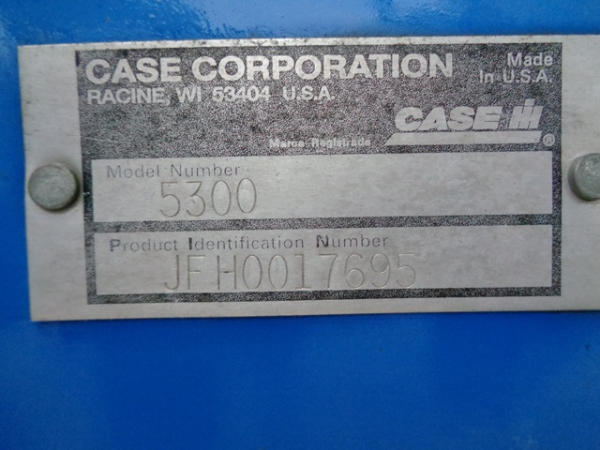 CASE CORPORATION
RACINE, WI 53404 U.S.A.
Made
In U.S.A.
CASE IH
®
Marca Registrada
Model Number
5300
Product Identification Number
JFH0017695